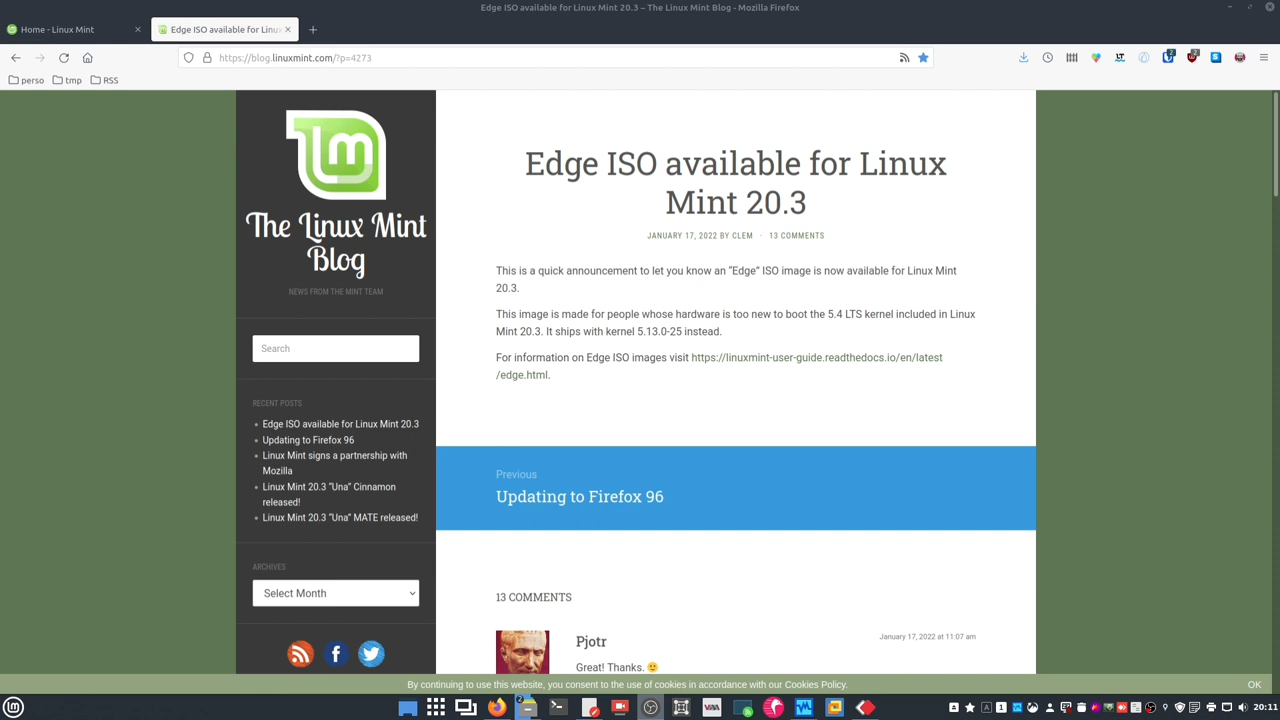 Edge ISO available for Linux Mint 20.3 – The Linux Mint Blog - Mozilla Firefox
Home - Linux Mint
Edge ISO available for Linux
https://blog.linuxmint.com/?p=4273
perso
tmp
RSS
The Linux Mint
Blog
NEWS FROM THE MINT TEAM
Search
RECENT POSTS
Edge ISO available for Linux Mint 20.3
Updating to Firefox 96
Linux Mint signs a partnership with
Mozilla
Linux Mint 20.3 “Una” Cinnamon
released!
Linux Mint 20.3 “Una” MATE released!
ARCHIVES
Select Month
Edge ISO available for Linux
Mint 20.3
JANUARY 17, 2022 BY CLEM · 13 COMMENTS
This is a quick announcement to let you know an “Edge” ISO image is now available for Linux Mint
20.3.
This image is made for people whose hardware is too new to boot the 5.4 LTS kernel included in Linux
Mint 20.3. It ships with kernel 5.13.0-25 instead.
For information on Edge ISO images visit https://linuxmint-user-guide.readthedocs.io/en/latest
/edge.html.
Previous
Updating to Firefox 96
13 COMMENTS
Pjotr
January 17, 2022 at 11:07 am
Great! Thanks. 🙂
By continuing to use this website, you consent to the use of cookies in accordance with our Cookies Policy.
OK
20:11